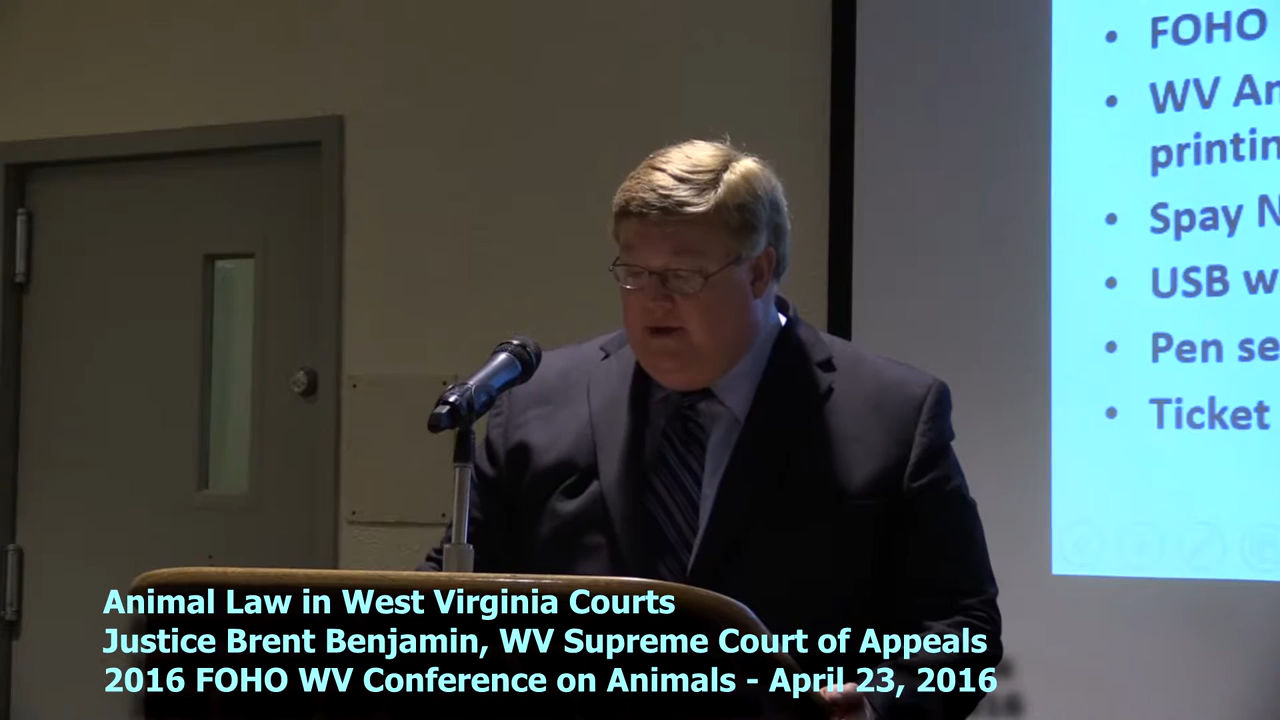 FOHO
WV An
printin
Spay N
USB w
Pen se
Ticket
Animal Law in West Virginia Courts
Justice Brent Benjamin, WV Supreme Court of Appeals
2016 FOHO WV Conference on Animals - April 23, 2016